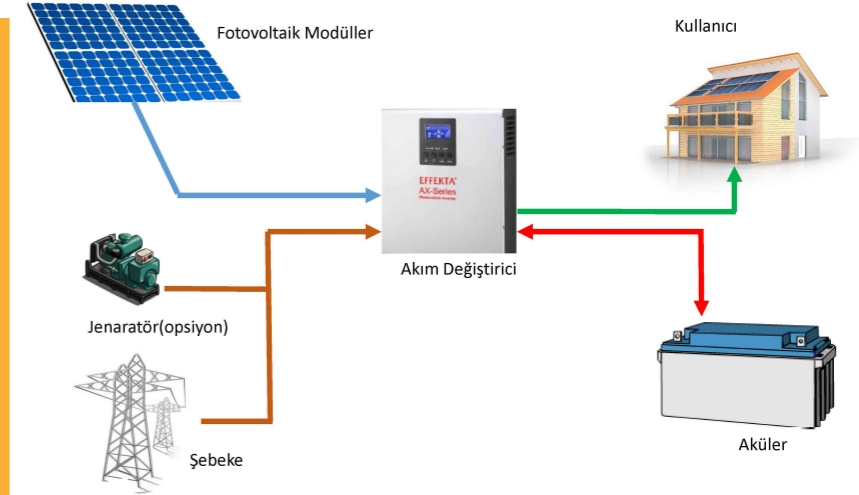 Fotovoltaik Modüller
Kullanıcı
EFFEKTA
AX-Series
Akım Değiştirici
Jenaratör(opsiyon)
Şebeke
Aküler